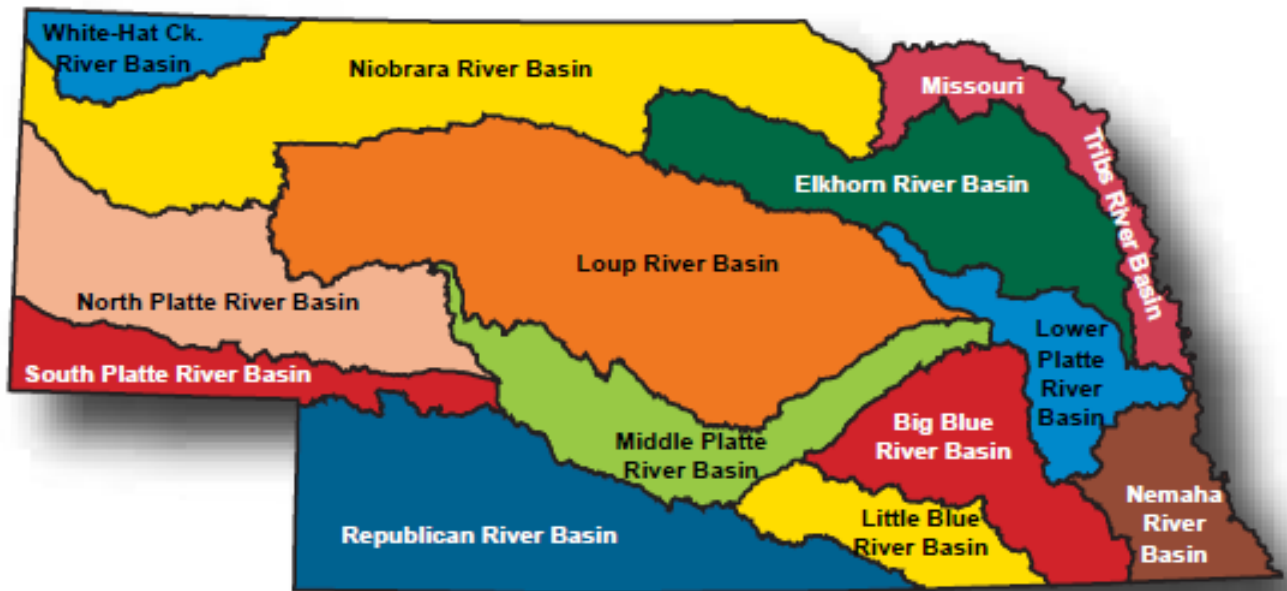 White-Hat Ck.
River Basin
Niobrara River Basin
Missouri
Tribs River Basin
Elkhorn River Basin
Loup River Basin
North Platte River Basin
South Platte River Basin
Lower
Platte
River
Basin
Middle Platte
River Basin
Big Blue
River Basin
Nemaha
River
Basin
Little Blue
River Basin
Republican River Basin